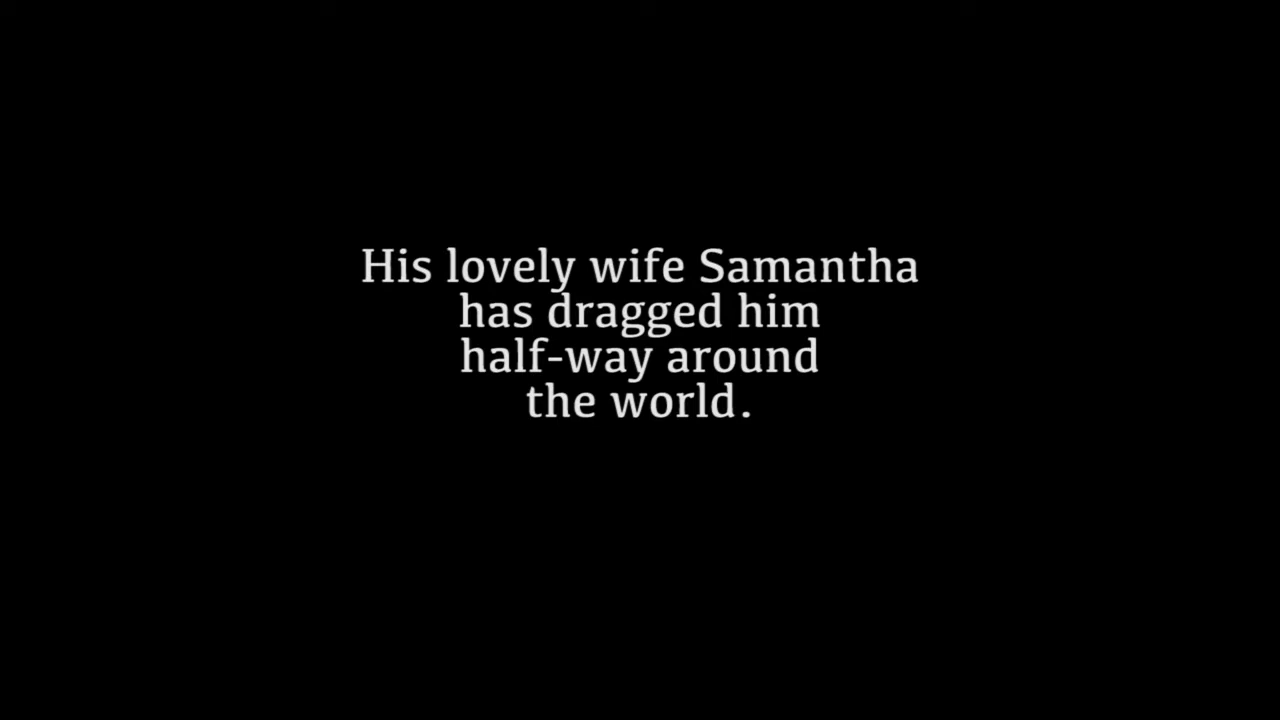 His lovely wife Samantha
has dragged him
half-way around
the world.